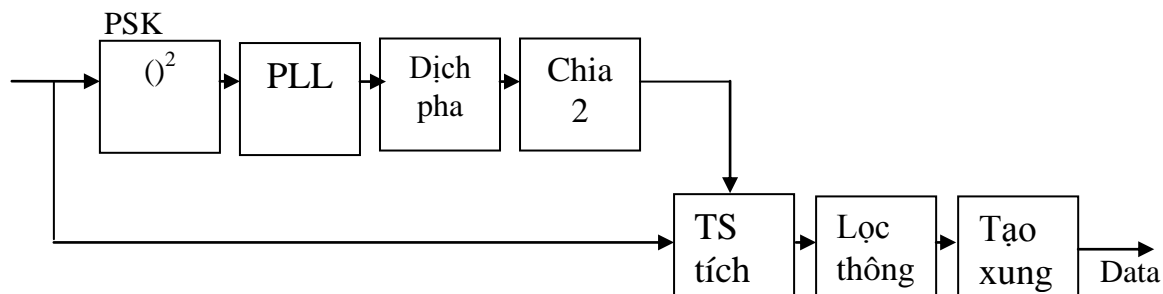 PSK
()²
PLL
Dịch
pha
Chia
2
TS
tích
Lọc
thông
Tạo
xung
Data